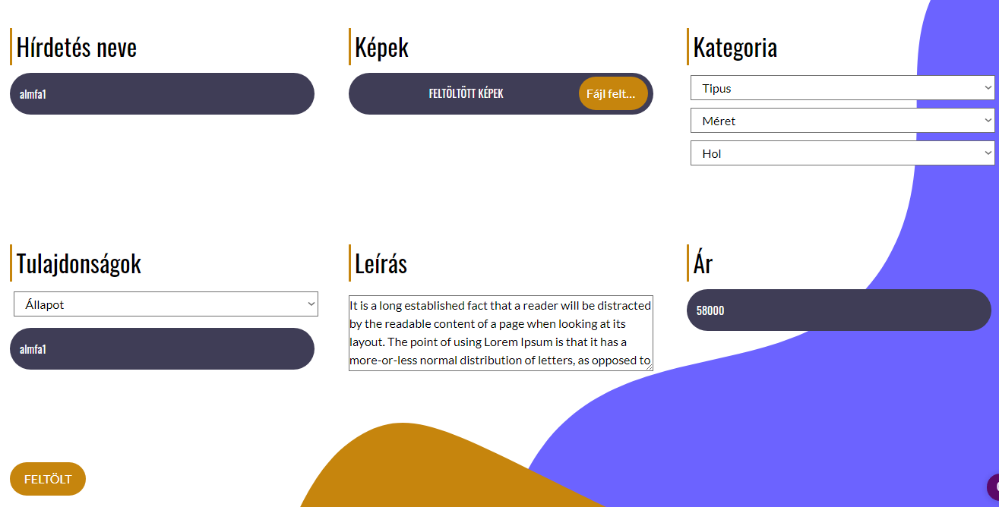 Hírdetés neve
almfa1
Képek
FELTÖLTÖTT KÉPEK
Fájl felt...
Kategoria
Tipus
Méret
Hol
Tulajdonságok
Állapot
almfa1
Leírás
It is a long established fact that a reader will be distracted
by the readable content of a page when looking at its
layout. The point of using Lorem Ipsum is that it has a
more-or-less normal distribution of letters, as opposed to
Ár
58000
FELTÖLT